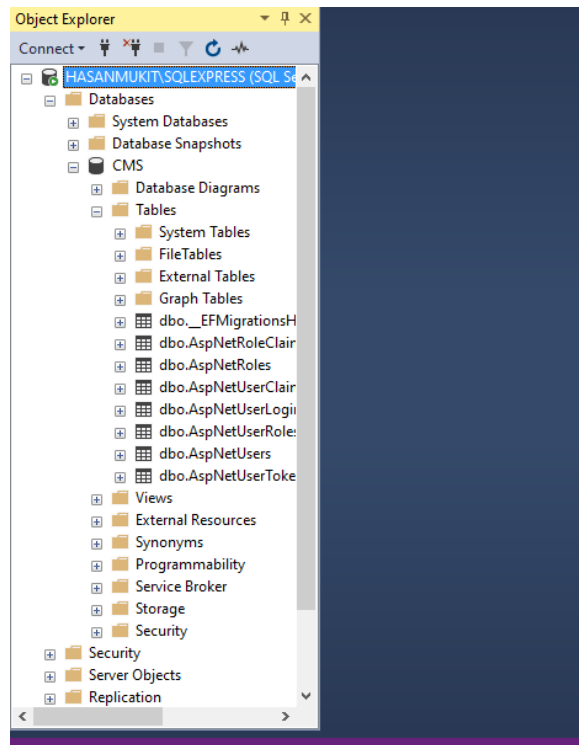 Object Explorer
Connect
HASANMUKIT\SQLEXPRESS (SQL Se
Databases
System Databases
Database Snapshots
CMS
Database Diagrams
Tables
System Tables
FileTables
External Tables
Graph Tables
dbo.__EFMigrationsH
dbo.AspNetRoleClair
dbo.AspNetRoles
dbo.AspNetUserClair
dbo.AspNetUserLogi
dbo.AspNetUserRole
dbo.AspNetUsers
dbo.AspNetUserToke
Views
External Resources
Synonyms
Programmability
Service Broker
Storage
Security
Security
Server Objects
Replication